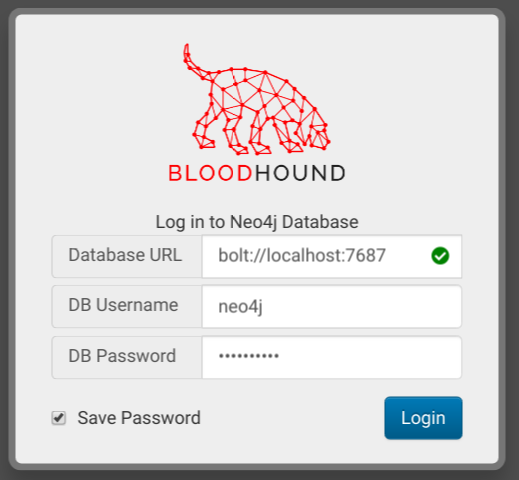 BLOODHOUND
Log in to Neo4j Database
Database URL bolt://localhost:7687
DB Username neo4j
DB Password ••••••••••
Save Password Login